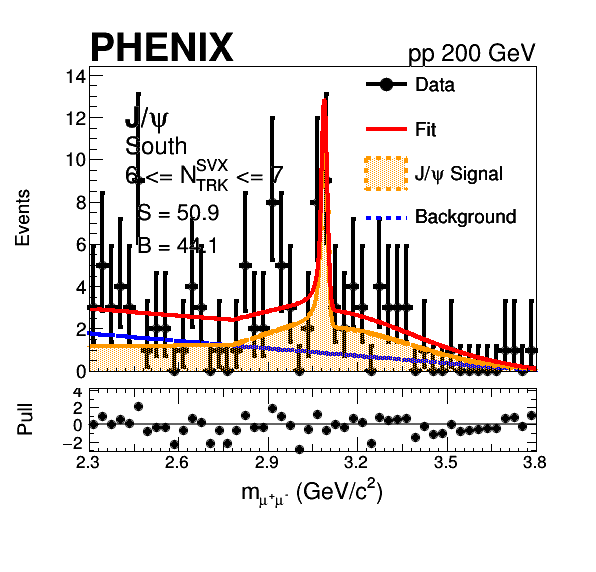 PHENIX pp 200 GeV
14
12
10
8
6
4
2
0
Events
J/ψ
South
6 <= N^SVX_TRK <= 7
S = 50.9
B = 44.1
Data
Fit
J/ψ Signal
Background
4
2
0
−2
Pull
2.3 2.6 2.9 3.2 3.5 3.8
m_μ⁺μ⁻ (GeV/c²)